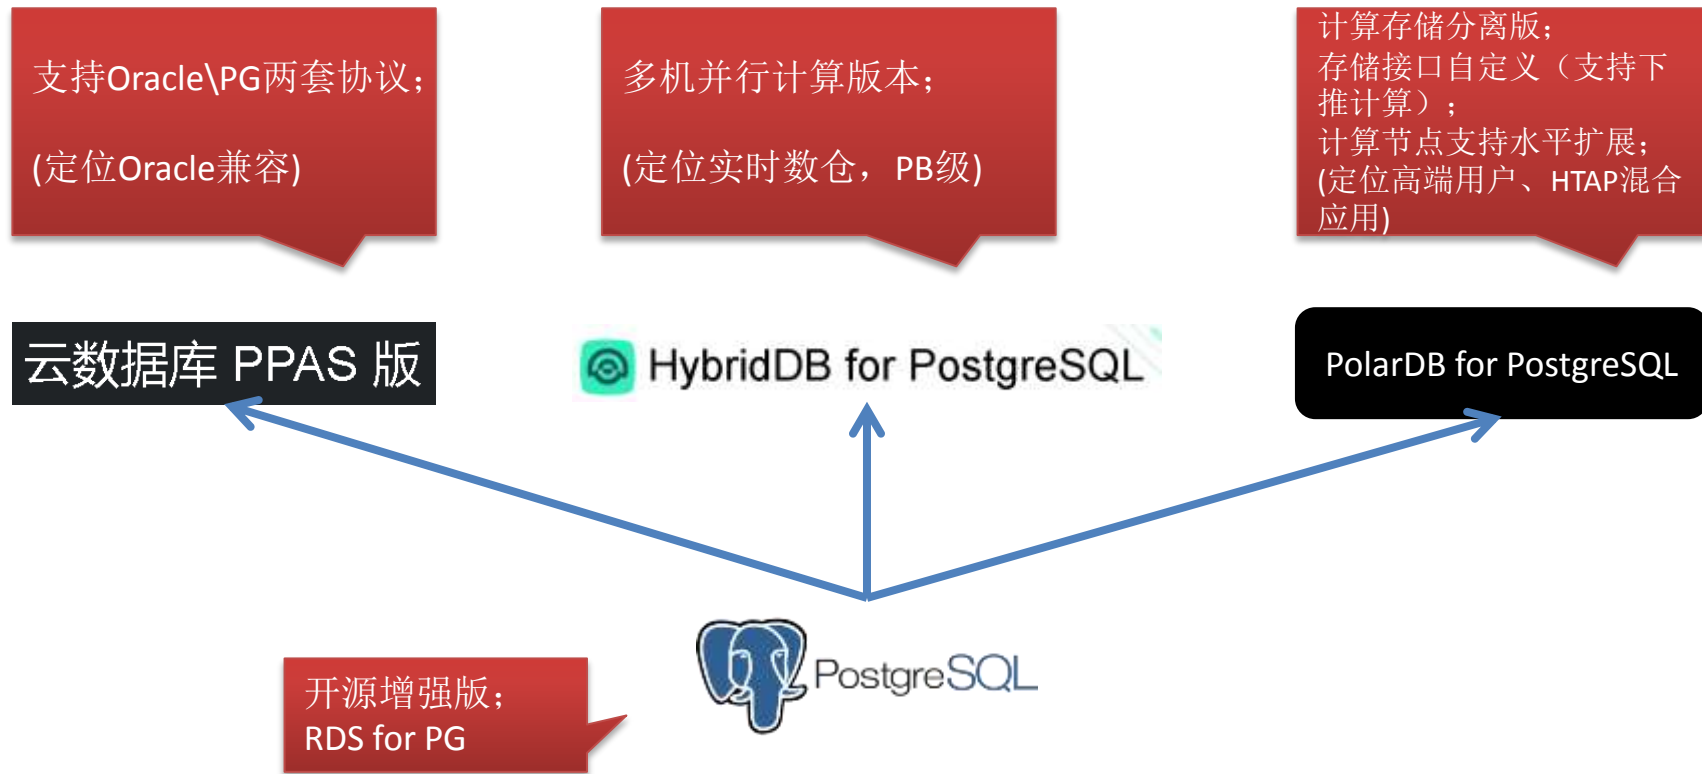 支持Oracle\PG两套协议；
(定位Oracle兼容)
多机并行计算版本；
(定位实时数仓，PB级)
计算存储分离版；
存储接口自定义（支持下
推计算）；
计算节点支持水平扩展；
(定位高端用户、HTAP混合
应用)
云数据库 PPAS 版
HybridDB for PostgreSQL
PolarDB for PostgreSQL
PostgreSQL
开源增强版；
RDS for PG